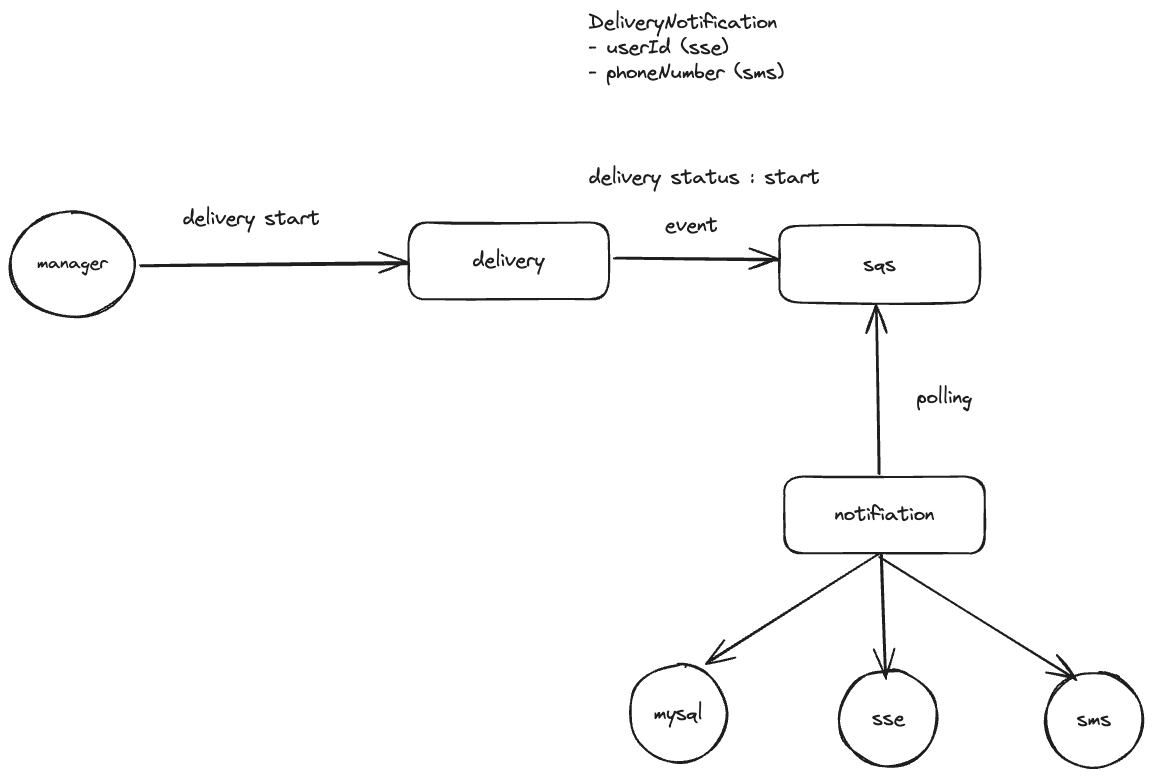 DeliveryNotification
- userId (sse)
- phoneNumber (sms)
delivery status : start
delivery start
event
manager
delivery
sqs
polling
notifiation
mysql
sse
sms